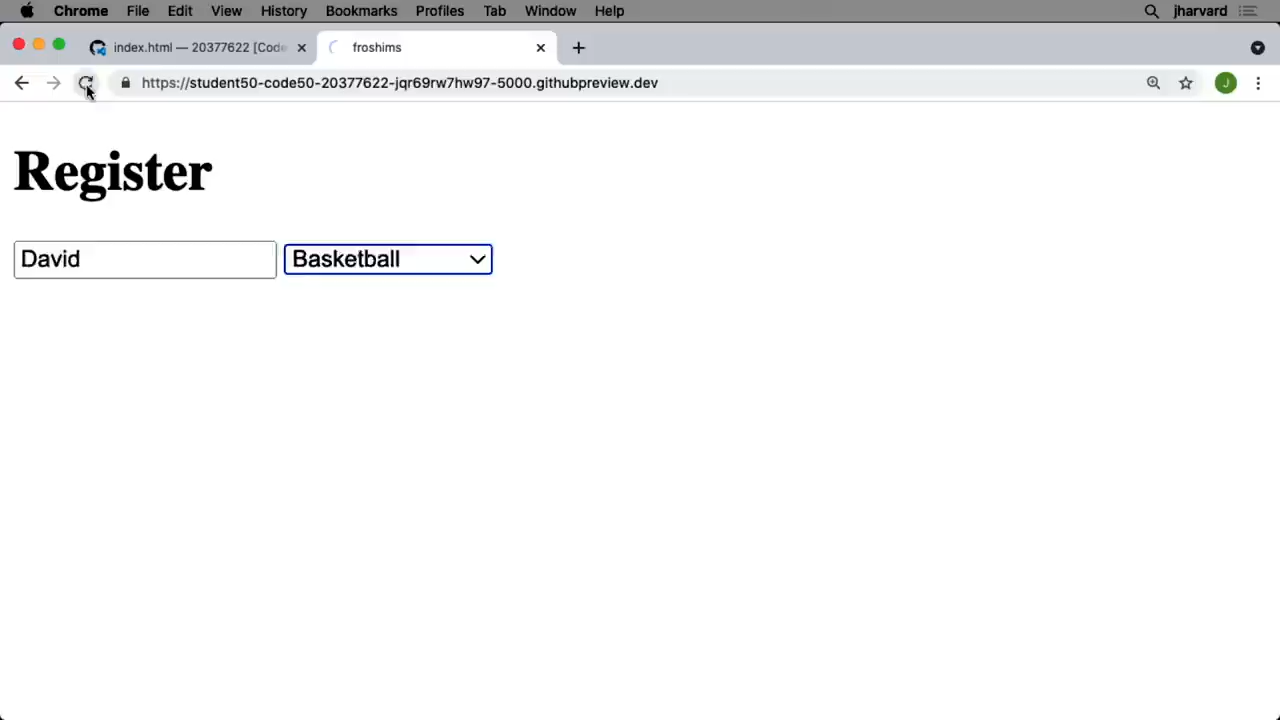 Chrome File Edit View History Bookmarks Profiles Tab Window Help jharvard
index.html — 20377622 [Code froshims
https://student50-code50-20377622-jqr69rw7hw97-5000.githubpreview.dev J
Register
David Basketball